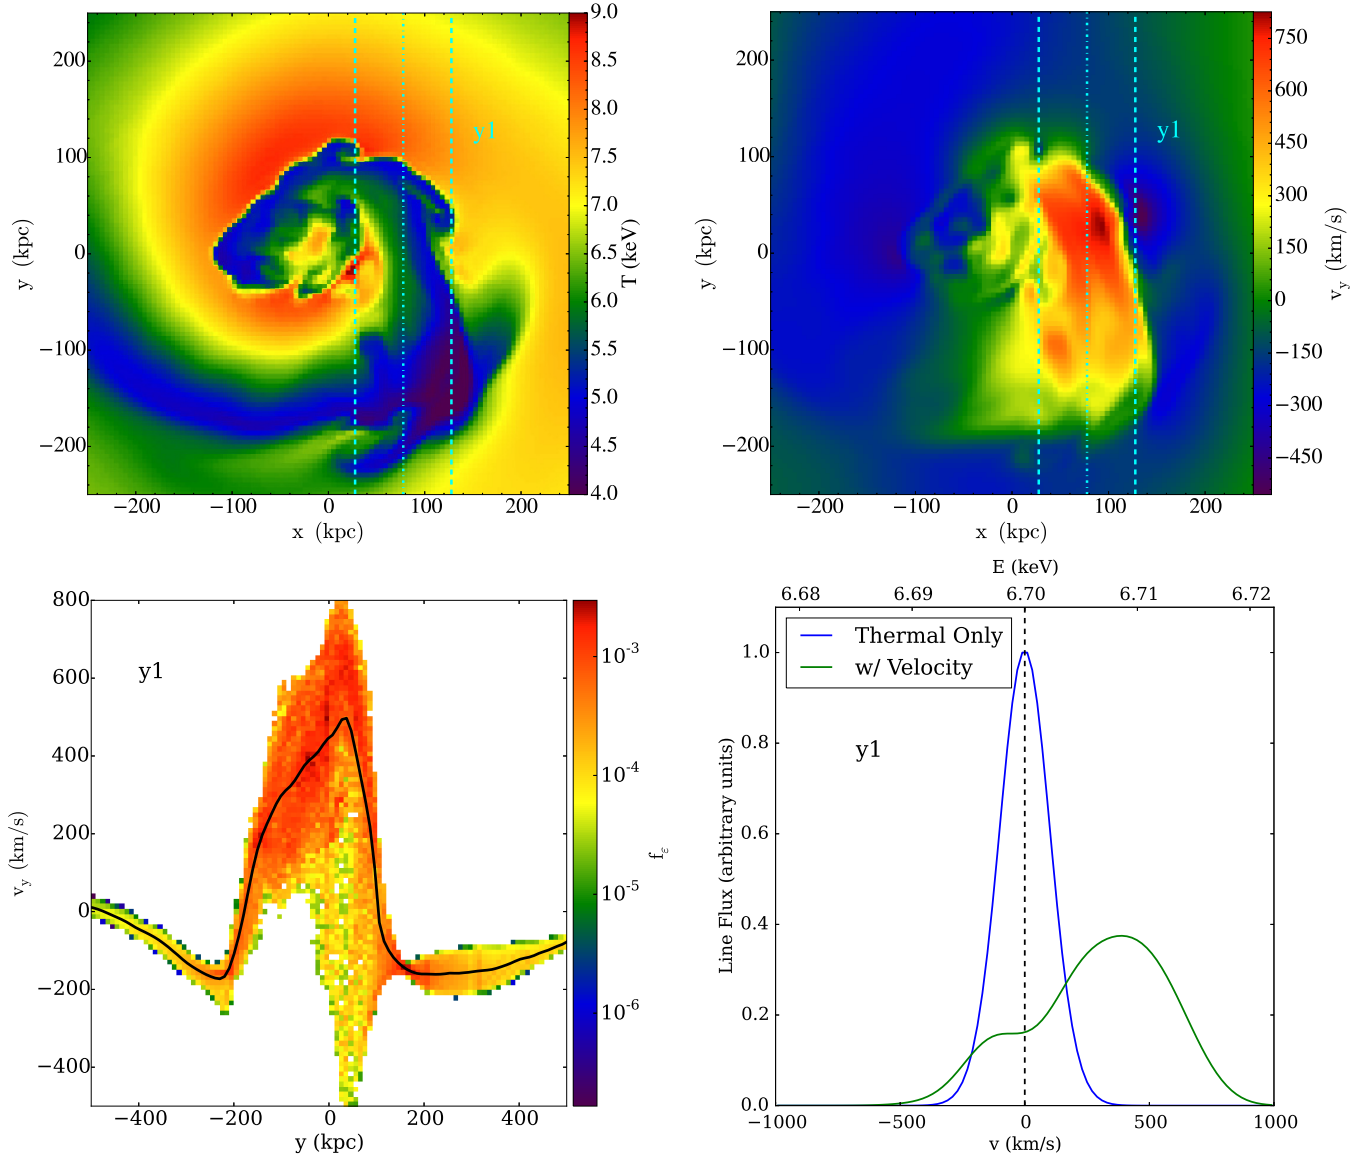 9.0
8.5
8.0
7.5
7.0
6.5
6.0
5.5
5.0
4.5
4.0
T (keV)
200
100
0
−100
−200
y (kpc)
−200 −100 0 100 200
x (kpc)
y1
750
600
450
300
150
0
−150
−300
−450
v_y (km/s)
200
100
0
−100
−200
y (kpc)
−200 −100 0 100 200
x (kpc)
y1
800
600
400
200
0
−200
−400
v_y (km/s)
−400 −200 0 200 400
y (kpc)
y1
10^-3
10^-4
10^-5
10^-6
f_ε
E (keV)
6.68 6.69 6.70 6.71 6.72
Thermal Only
w/ Velocity
y1
1.0
0.8
0.6
0.4
0.2
0.0
Line Flux (arbitrary units)
−1000 −500 0 500 1000
v (km/s)